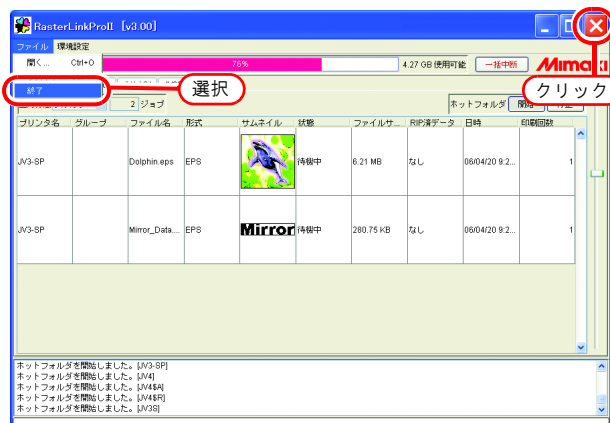 RasterLinkProII [v3.00]
ファイル 環境設定
開く... Ctrl+O
76%
4.27 GB 使用可能
一括中断
Mimaki
終了
選択
クリック
2 ジョブ
ホットフォルダ 開始 停止
プリンタ名 グループ ファイル名 形式 サムネイル 状態 ファイルサ... RIP済データ 日時 印刷回数
JV3-SP Dolphin.eps EPS 待機中 6.21 MB なし 06/04/20 9:2... 1
JV3-SP Mirror_Data.... EPS Mirror 待機中 280.75 KB なし 06/04/20 9:2... 1
ホットフォルダを開始しました。[JV3-SP]
ホットフォルダを開始しました。[JV4]
ホットフォルダを開始しました。[JV4$A]
ホットフォルダを開始しました。[JV4$R]
ホットフォルダを開始しました。[JV3S]